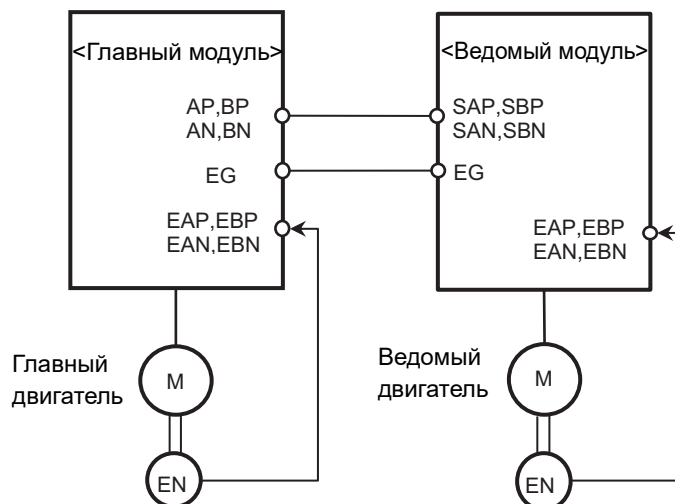 <Главный модуль>
AP,BP
AN,BN
EG
EAP,EBP
EAN,EBN
Главный
двигатель
M
EN
<Ведомый модуль>
SAP,SBP
SAN,SBN
EG
EAP,EBP
EAN,EBN
Ведомый
двигатель
M
EN